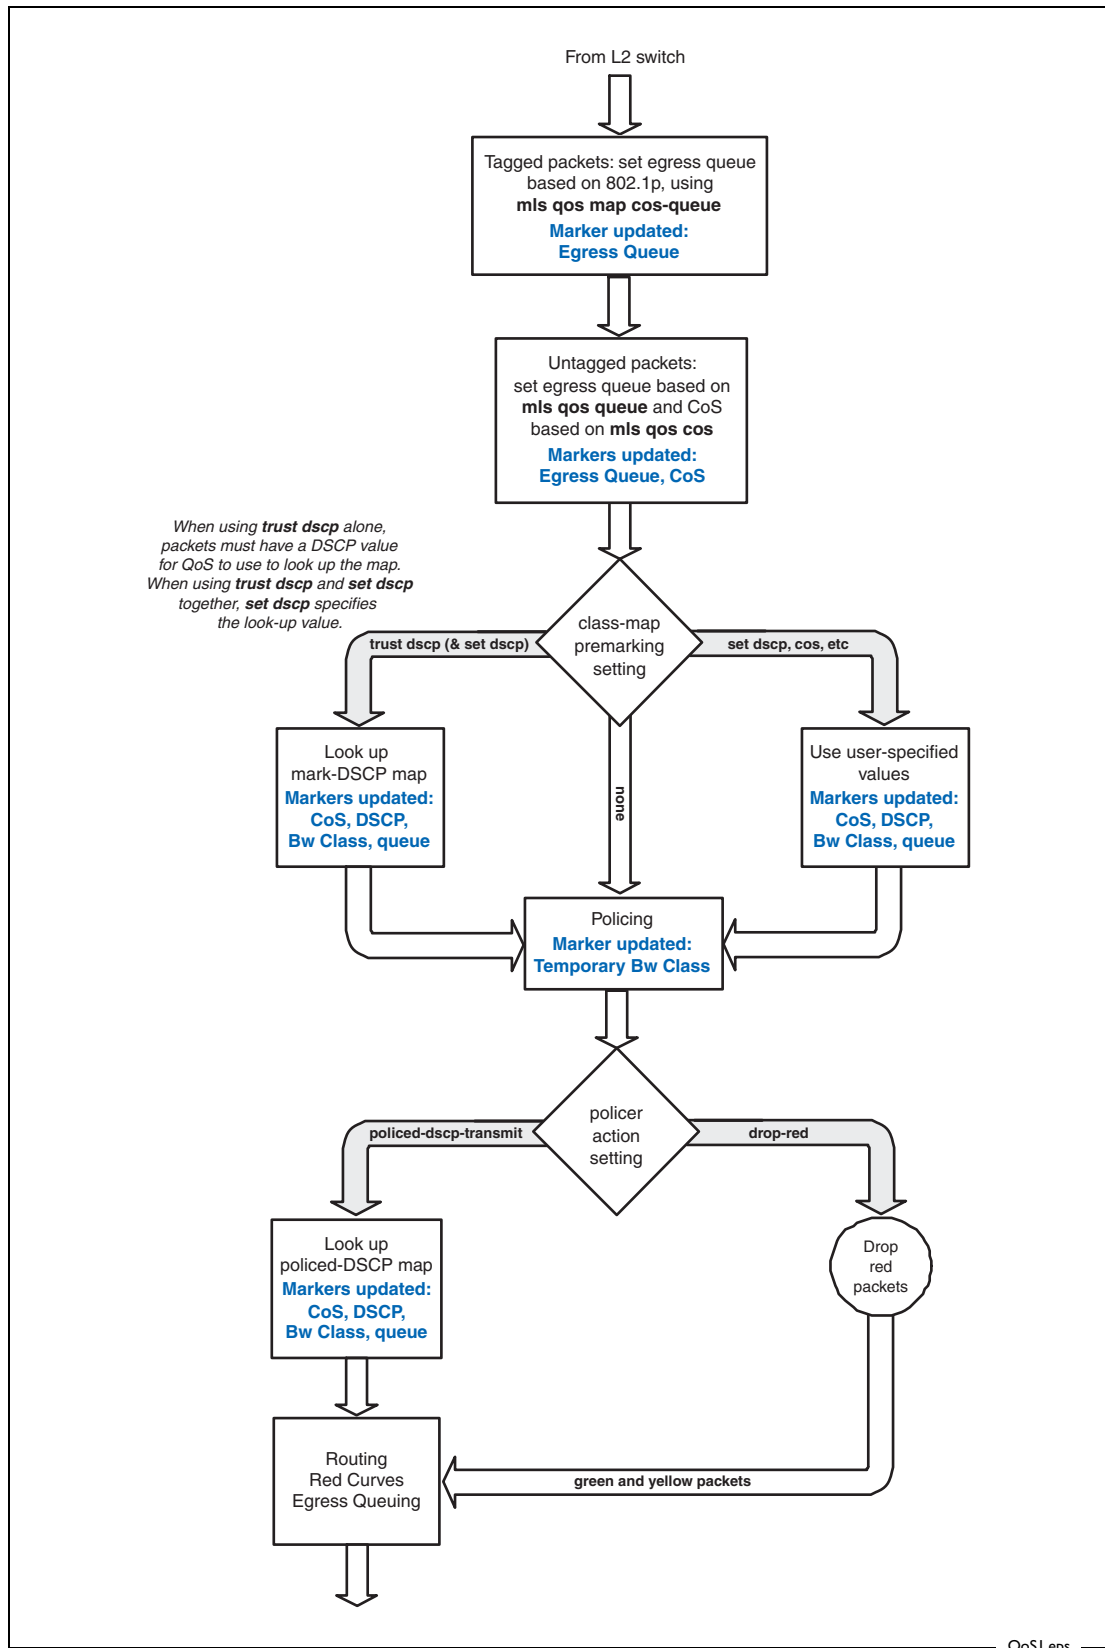 From L2 switch
Tagged packets: set egress queue
based on 802.1p, using
mls qos map cos-queue
Marker updated:
Egress Queue
Untagged packets:
set egress queue based on
mls qos queue and CoS
based on mls qos cos
Markers updated:
Egress Queue, CoS
When using trust dscp alone,
packets must have a DSCP value
for QoS to use to look up the map.
When using trust dscp and set dscp
together, set dscp specifies
the look-up value.
class-map
premarking
setting
trust dscp (& set dscp)
set dscp, cos, etc
none
Look up
mark-DSCP map
Markers updated:
CoS, DSCP,
Bw Class, queue
Use user-specified
values
Markers updated:
CoS, DSCP,
Bw Class, queue
Policing
Marker updated:
Temporary Bw Class
policer
action
setting
policed-dscp-transmit
drop-red
Look up
policed-DSCP map
Markers updated:
CoS, DSCP,
Bw Class, queue
Drop
red
packets
Routing
Red Curves
Egress Queuing
green and yellow packets
QoS1.eps